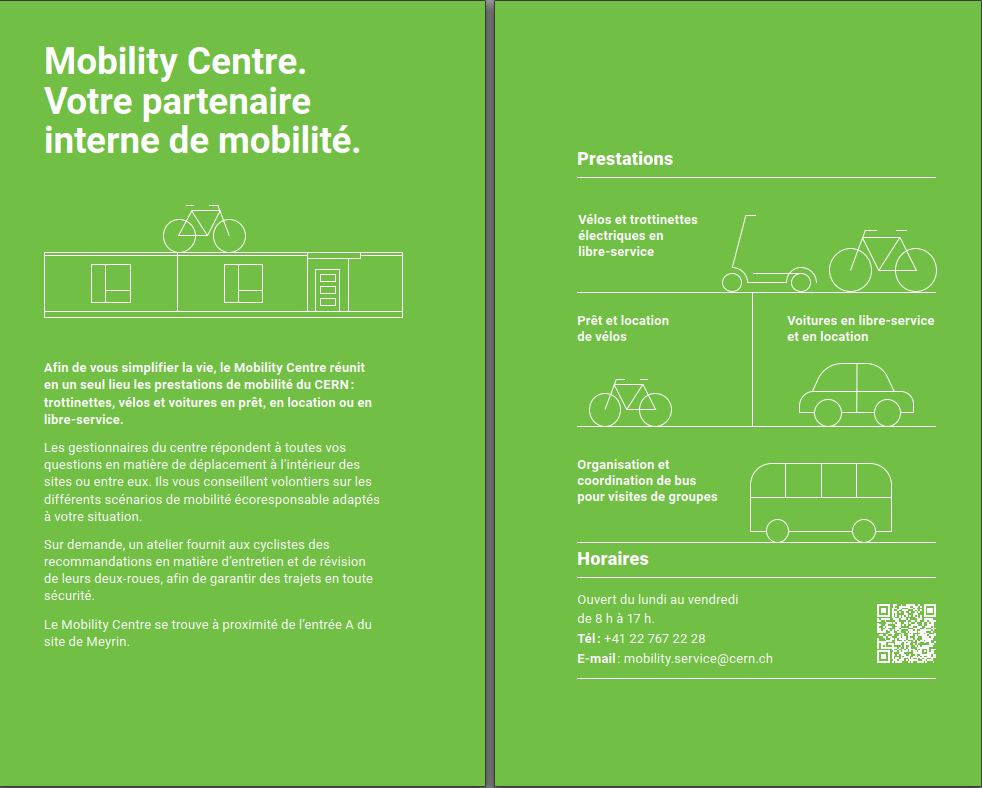 Mobility Centre.
Votre partenaire
interne de mobilité.
Afin de vous simplifier la vie, le Mobility Centre réunit
en un seul lieu les prestations de mobilité du CERN :
trottinettes, vélos et voitures en prêt, en location ou en
libre-service.
Les gestionnaires du centre répondent à toutes vos
questions en matière de déplacement à l’intérieur des
sites ou entre eux. Ils vous conseillent volontiers sur les
différents scénarios de mobilité écoresponsable adaptés
à votre situation.
Sur demande, un atelier fournit aux cyclistes des
recommandations en matière d’entretien et de révision
de leurs deux-roues, afin de garantir des trajets en toute
sécurité.
Le Mobility Centre se trouve à proximité de l’entrée A du
site de Meyrin.
Prestations
Vélos et trottinettes
électriques en
libre-service
Prêt et location
de vélos
Voitures en libre-service
et en location
Organisation et
coordination de bus
pour visites de groupes
Horaires
Ouvert du lundi au vendredi
de 8 h à 17 h.
Tél : +41 22 767 22 28
E-mail : mobility.service@cern.ch